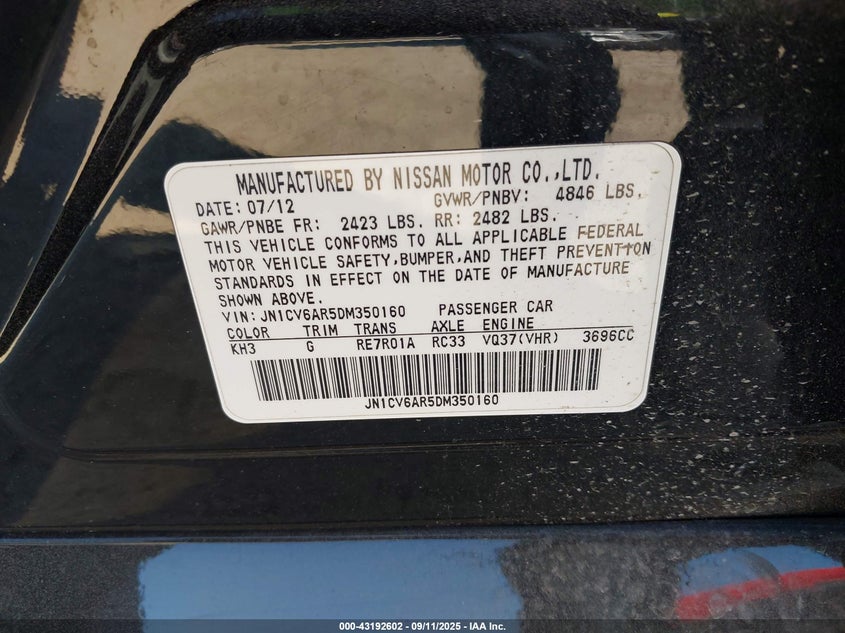 MANUFACTURED BY NISSAN MOTOR CO.,LTD.
DATE: 07/12 GVWR/PNBV: 4846 LBS.
GAWR/PNBE FR: 2423 LBS. RR: 2482 LBS.
THIS VEHICLE CONFORMS TO ALL APPLICABLE FEDERAL
MOTOR VEHICLE SAFETY,BUMPER,AND THEFT PREVENTION
STANDARDS IN EFFECT ON THE DATE OF MANUFACTURE
SHOWN ABOVE.
VIN: JN1CV6AR5DM350160 PASSENGER CAR
COLOR TRIM TRANS AXLE ENGINE
KH3 G RE7R01A RC33 VQ37(VHR) 3696CC
JN1CV6AR5DM350160
000-43192602 - 09/11/2025 - IAA Inc.